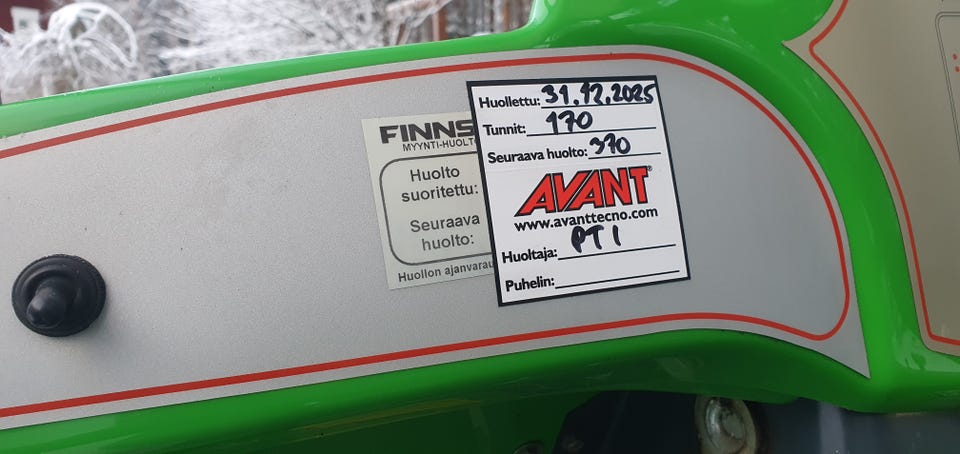 FINNS
MYYNTI-HUOLT
Huolto
suoritettu:
Seuraava
huolto:
Huollon ajanvarau
Huollettu: 31.12.2025
Tunnit: 170
Seuraava huolto: 370
AVANT®
www.avanttecno.com
Huoltaja: PT1
Puhelin: